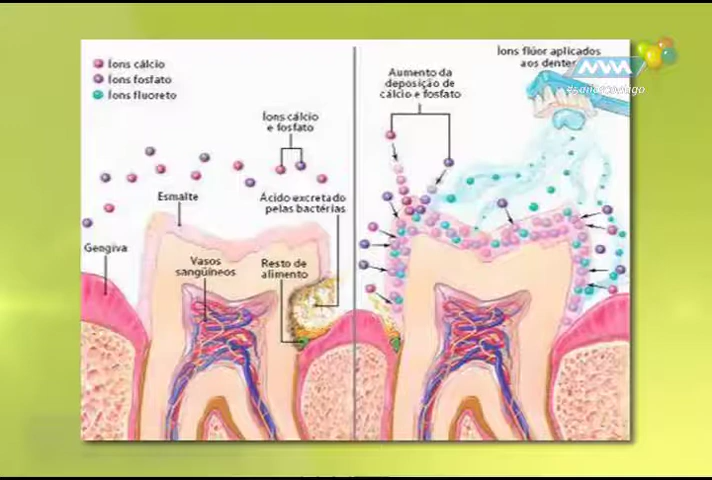 Íons cálcio
Íons fosfato
Íons fluoreto
Íons cálcio
e fosfato
Esmalte
Ácido excretado
pelas bactérias
Gengiva
Vasos
sangüíneos
Resto de
alimento
Aumento da
deposição de
cálcio e fosfato
Íons flúor aplicados
aos dentes